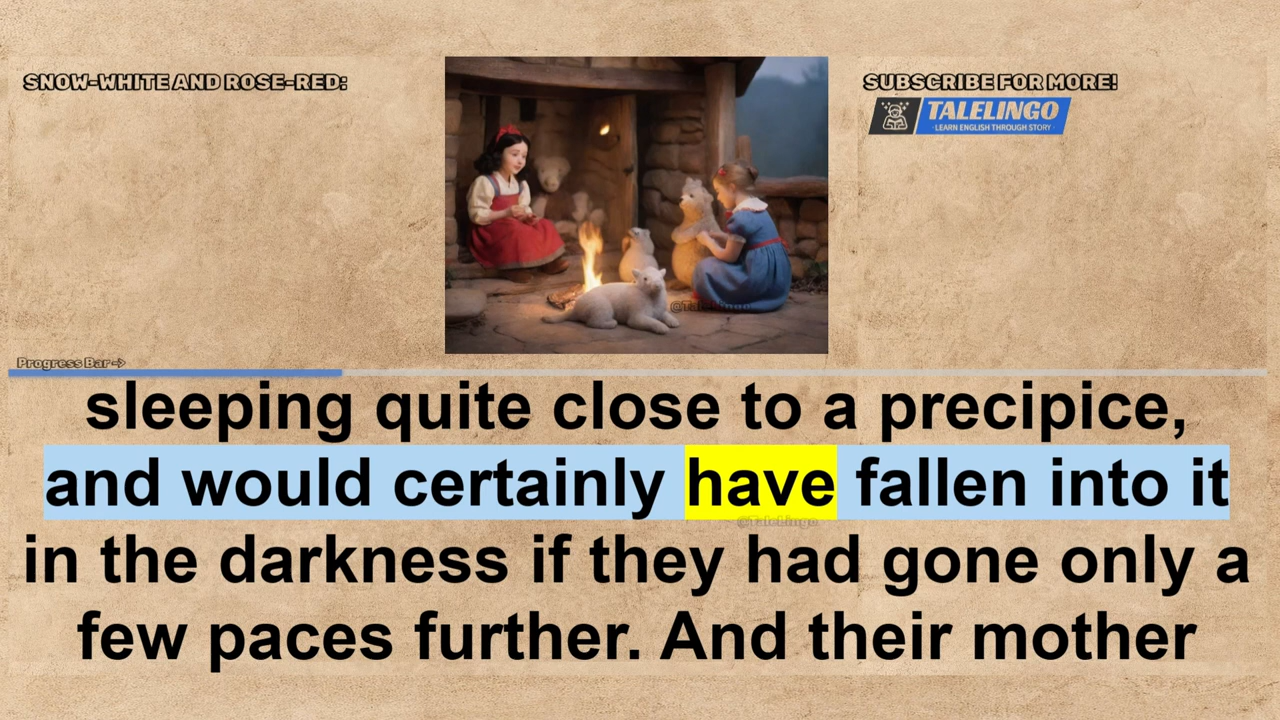 SNOW-WHITE AND ROSE-RED:
SUBSCRIBE FOR MORE!
TALELINGO
·LEARN ENGLISH THROUGH STORY·
Progress Bar->
sleeping quite close to a precipice,
and would certainly have fallen into it
@TaleLingo
in the darkness if they had gone only a
few paces further. And their mother